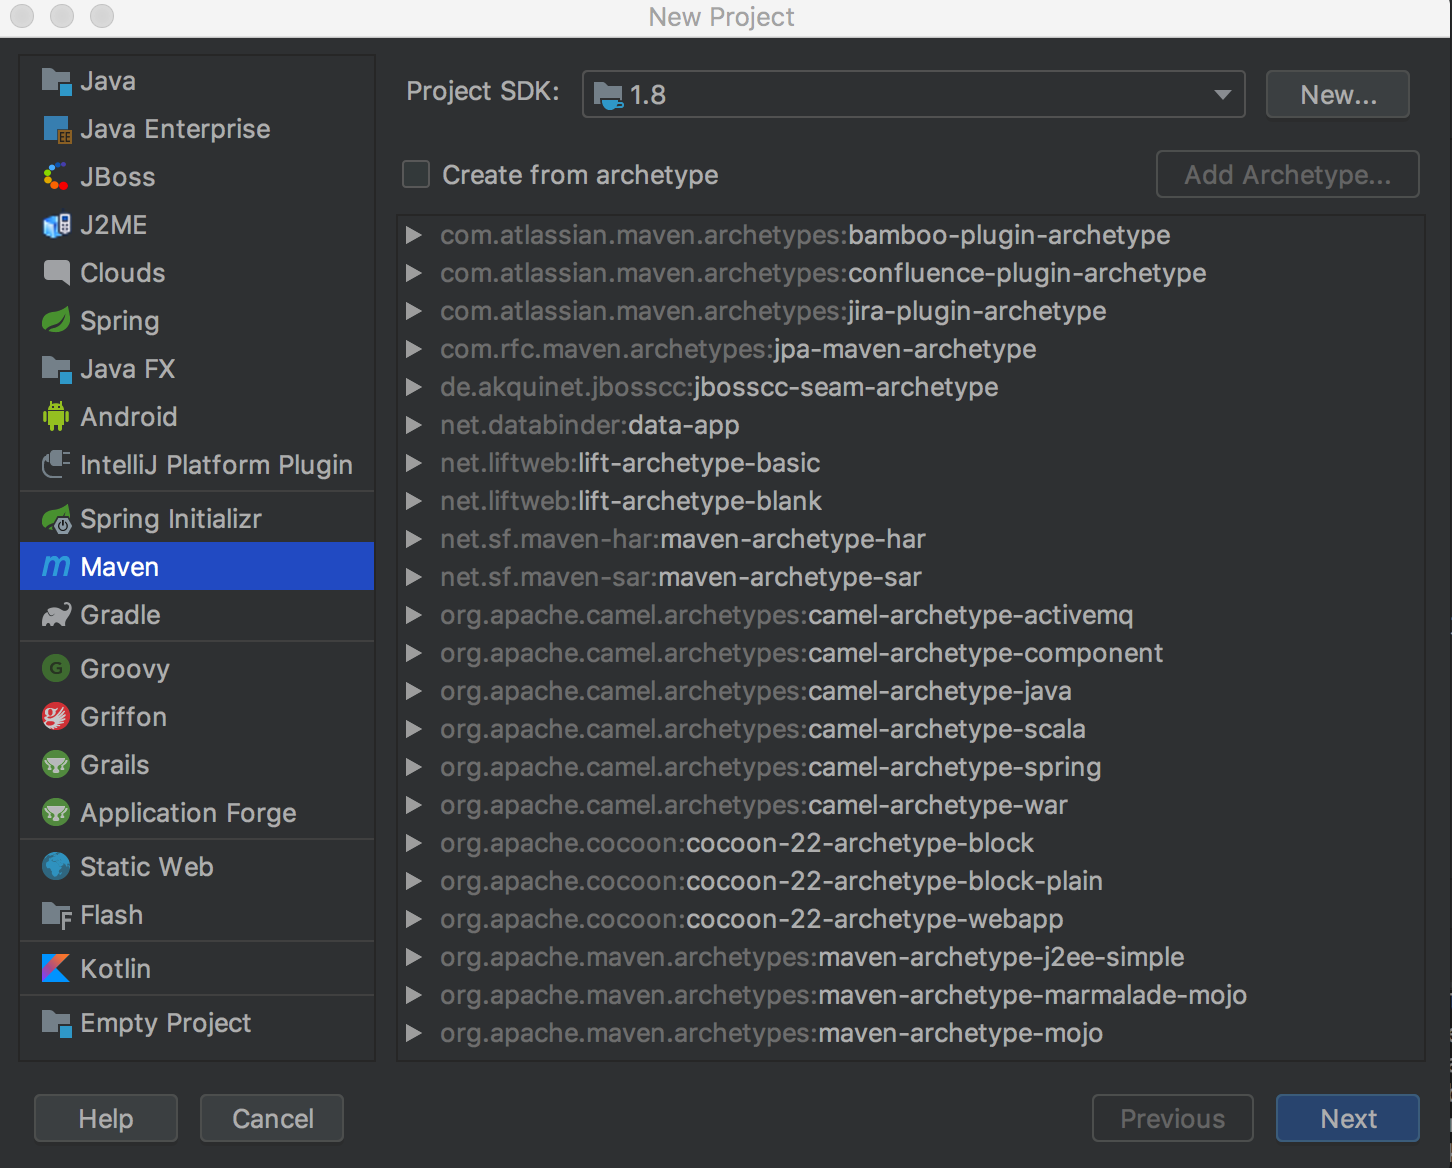 New Project
Java
Java Enterprise
JBoss
J2ME
Clouds
Spring
Java FX
Android
IntelliJ Platform Plugin
Spring Initializr
Maven
Gradle
Groovy
Griffon
Grails
Application Forge
Static Web
Flash
Kotlin
Empty Project
Project SDK: 1.8 New...
Create from archetype Add Archetype...
com.atlassian.maven.archetypes:bamboo-plugin-archetype
com.atlassian.maven.archetypes:confluence-plugin-archetype
com.atlassian.maven.archetypes:jira-plugin-archetype
com.rfc.maven.archetypes:jpa-maven-archetype
de.akquinet.jbosscc:jbosscc-seam-archetype
net.databinder:data-app
net.liftweb:lift-archetype-basic
net.liftweb:lift-archetype-blank
net.sf.maven-har:maven-archetype-har
net.sf.maven-sar:maven-archetype-sar
org.apache.camel.archetypes:camel-archetype-activemq
org.apache.camel.archetypes:camel-archetype-component
org.apache.camel.archetypes:camel-archetype-java
org.apache.camel.archetypes:camel-archetype-scala
org.apache.camel.archetypes:camel-archetype-spring
org.apache.camel.archetypes:camel-archetype-war
org.apache.cocoon:cocoon-22-archetype-block
org.apache.cocoon:cocoon-22-archetype-block-plain
org.apache.cocoon:cocoon-22-archetype-webapp
org.apache.maven.archetypes:maven-archetype-j2ee-simple
org.apache.maven.archetypes:maven-archetype-marmalade-mojo
org.apache.maven.archetypes:maven-archetype-mojo
Help Cancel Previous Next